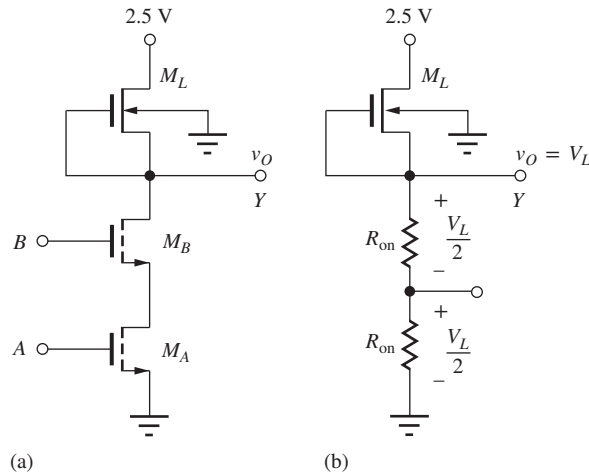 2.5 V
M_L
v_O
Y
B
M_B
A
M_A
(a)
2.5 V
M_L
v_O = V_L
Y
+
R_on
V_L
2
–
+
R_on
V_L
2
–
(b)